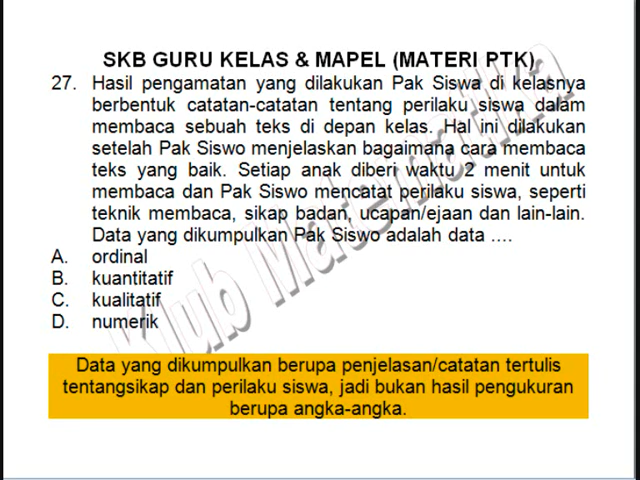 SKB GURU KELAS & MAPEL (MATERI PTK)
27. Hasil pengamatan yang dilakukan Pak Siswa di kelasnya
berbentuk catatan-catatan tentang perilaku siswa dalam
membaca sebuah teks di depan kelas. Hal ini dilakukan
setelah Pak Siswo menjelaskan bagaimana cara membaca
teks yang baik. Setiap anak diberi waktu 2 menit untuk
membaca dan Pak Siswo mencatat perilaku siswa, seperti
teknik membaca, sikap badan, ucapan/ejaan dan lain-lain.
Data yang dikumpulkan Pak Siswo adalah data ....
A. ordinal
B. kuantitatif
C. kualitatif
D. numerik
Klub Matematika
Data yang dikumpulkan berupa penjelasan/catatan tertulis
tentangsikap dan perilaku siswa, jadi bukan hasil pengukuran
berupa angka-angka.